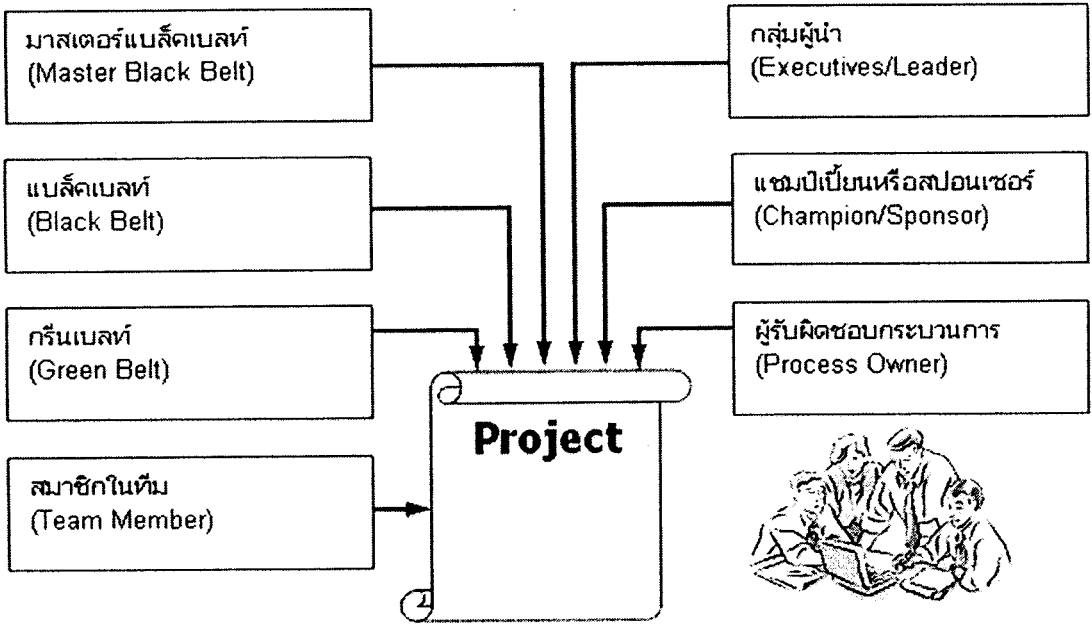 มาสเตอร์แบล็คเบลท์
(Master Black Belt)
แบล็คเบลท์
(Black Belt)
กรีนเบลท์
(Green Belt)
สมาชิกในทีม
(Team Member)
กลุ่มผู้นำ
(Executives/Leader)
แชมป์เปี้ยนหรือสปอนเซอร์
(Champion/Sponsor)
ผู้รับผิดชอบกระบวนการ
(Process Owner)
Project